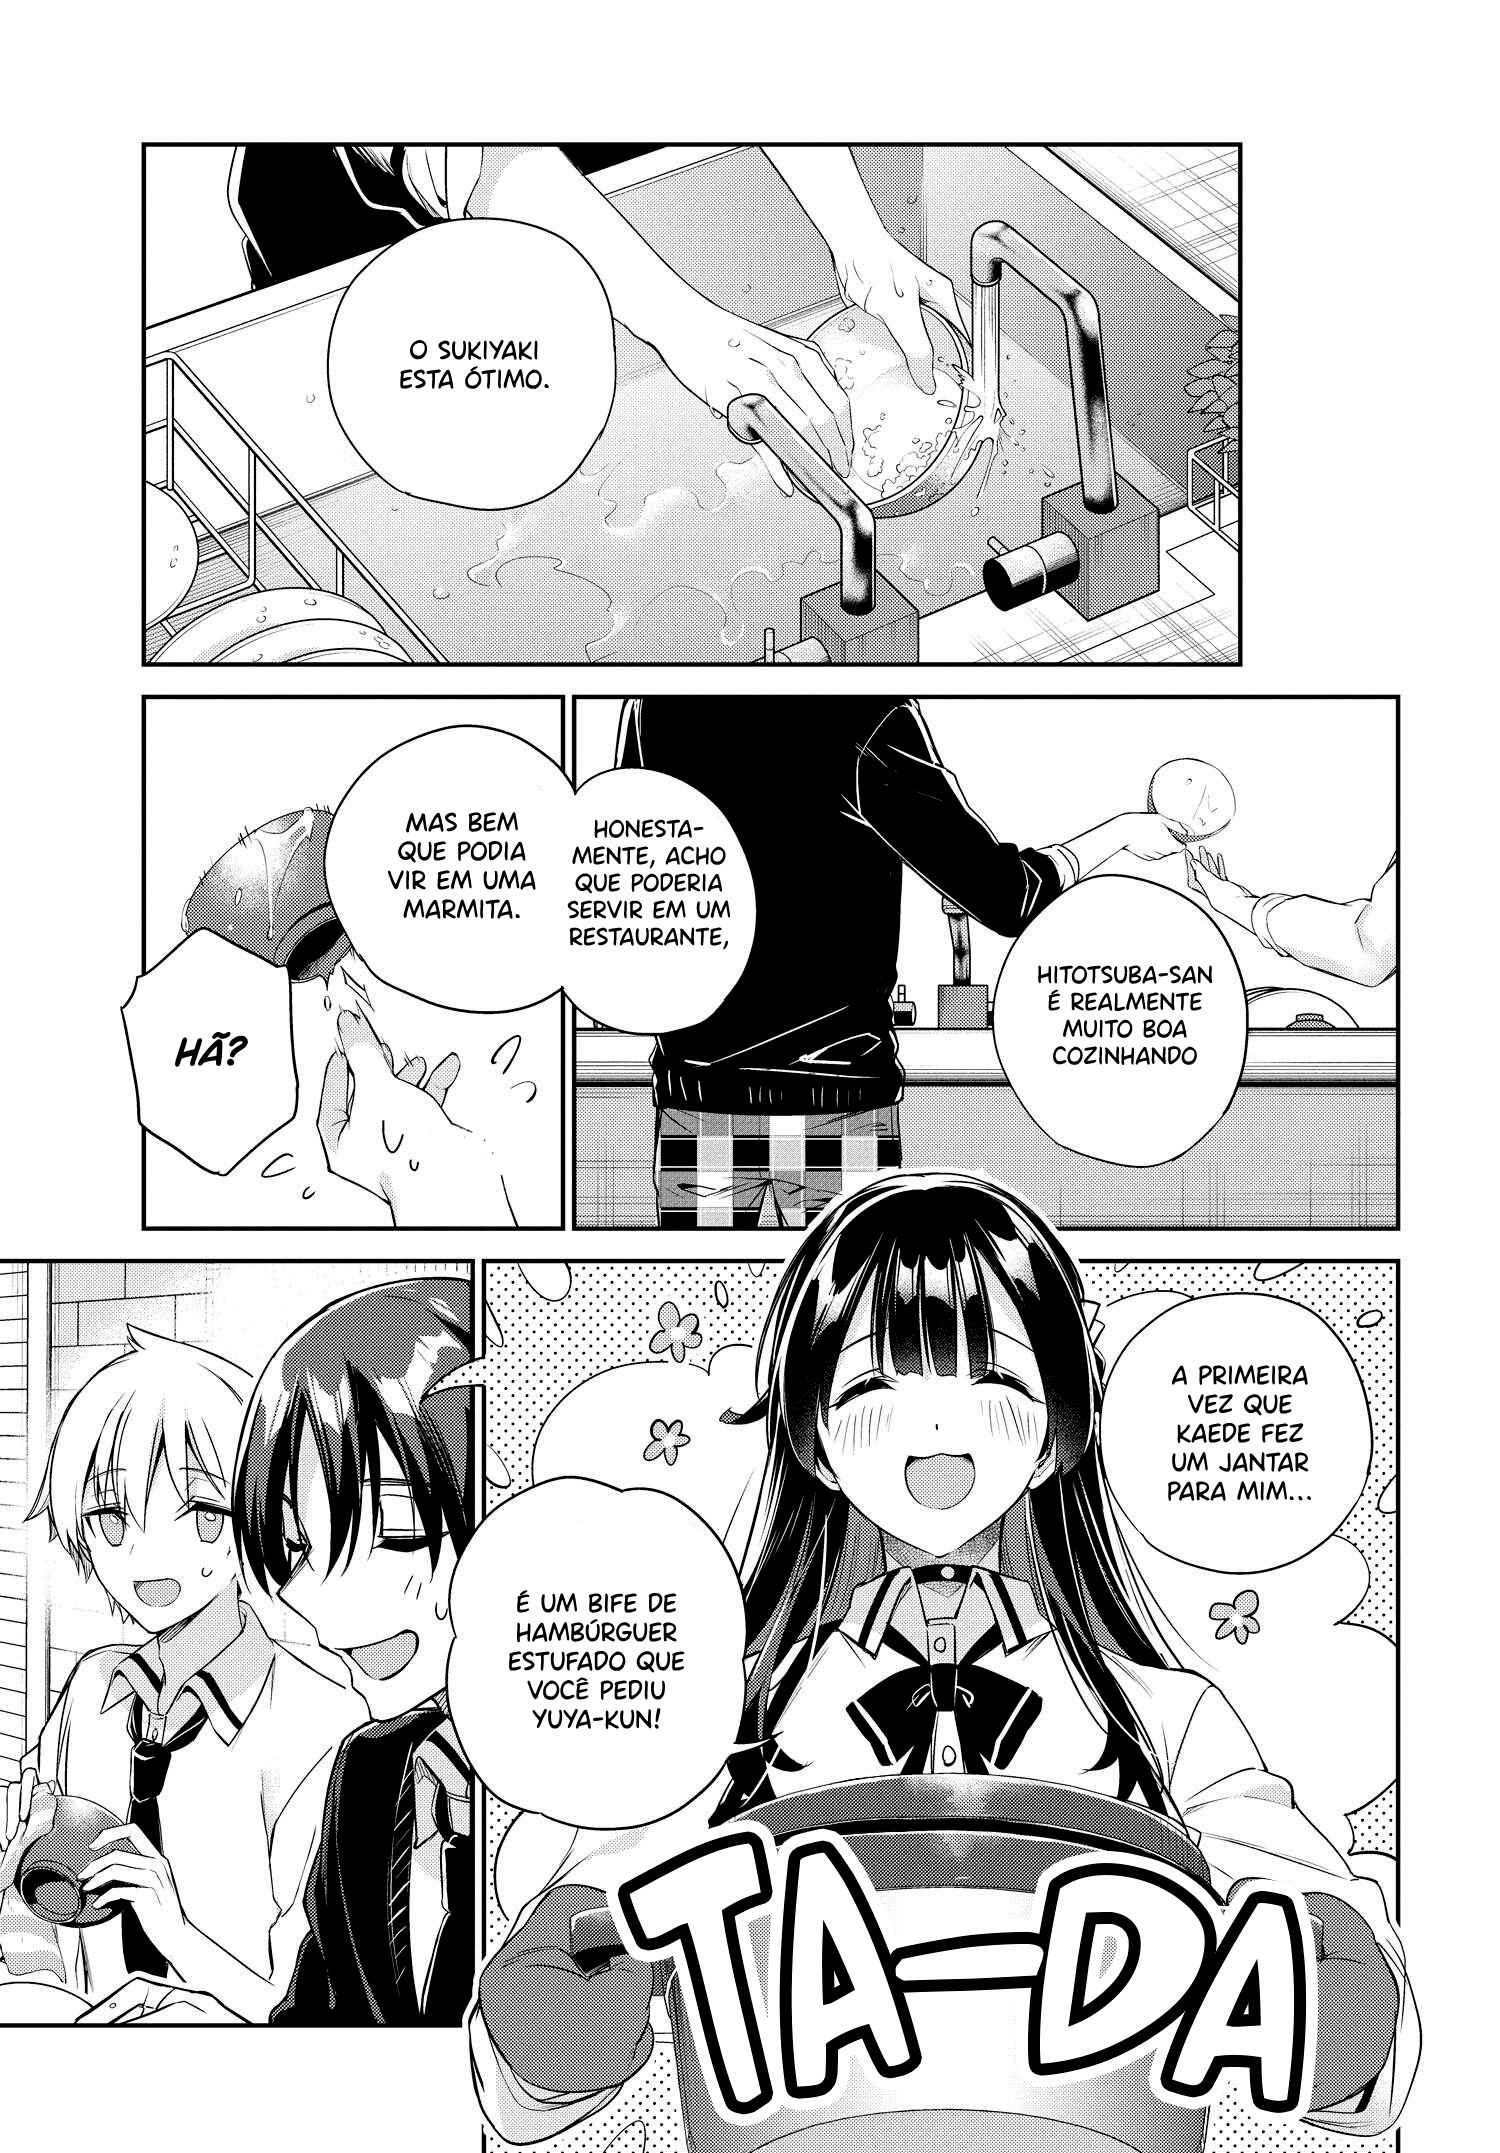 O SUKIYAKI
ESTA ÓTIMO.
HITOTSUBA-SAN
É REALMENTE
MUITO BOA
COZINHANDO
HONESTA-
MENTE, ACHO
QUE PODERIA
SERVIR EM UM
RESTAURANTE,
MAS BEM
QUE PODIA
VIR EM UMA
MARMITA.
HÃ?
A PRIMEIRA
VEZ QUE
KAEDE FEZ
UM JANTAR
PARA MIM...
É UM BIFE DE
HAMBÚRGUER
ESTUFADO QUE
VOCÊ PEDIU
YUYA-KUN!
TA-DA